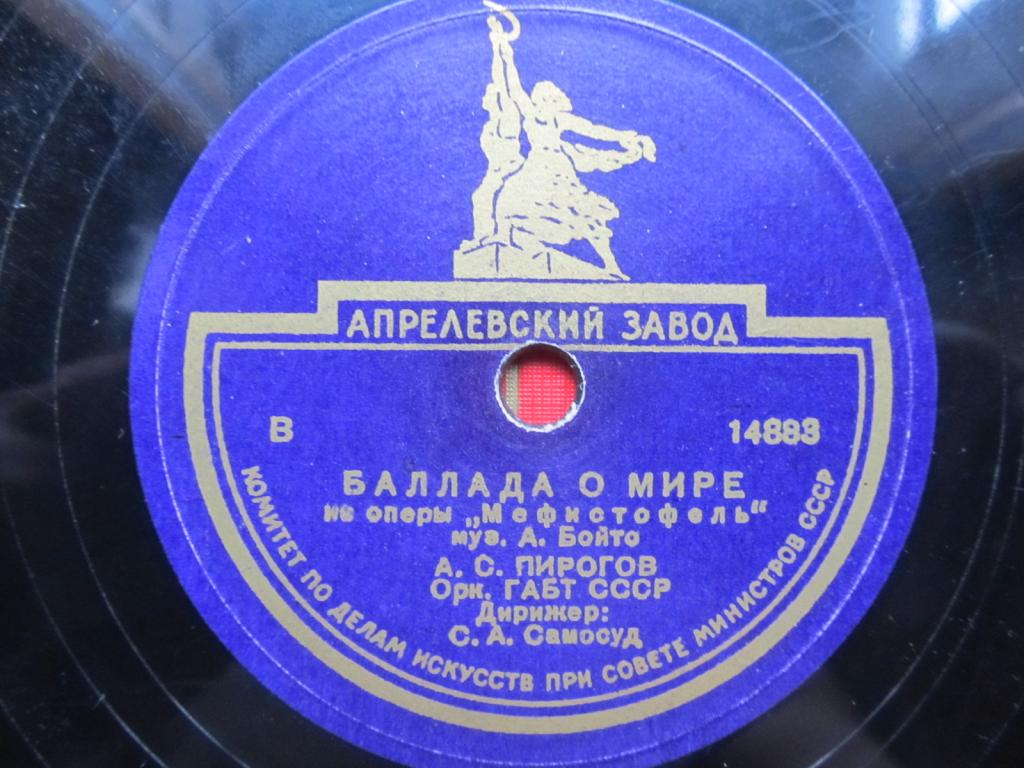 АПРЕЛЕВСКИЙ ЗАВОД
В 14883
БАЛЛАДА О МИРЕ
из оперы „Мефистофель“
муз. А. Бойто
А. С. ПИРОГОВ
Орк. ГАБТ СССР
Дирижер:
С. А. Самосуд
КОМИТЕТ ПО ДЕЛАМ ИСКУССТВ ПРИ СОВЕТЕ МИНИСТРОВ СССР